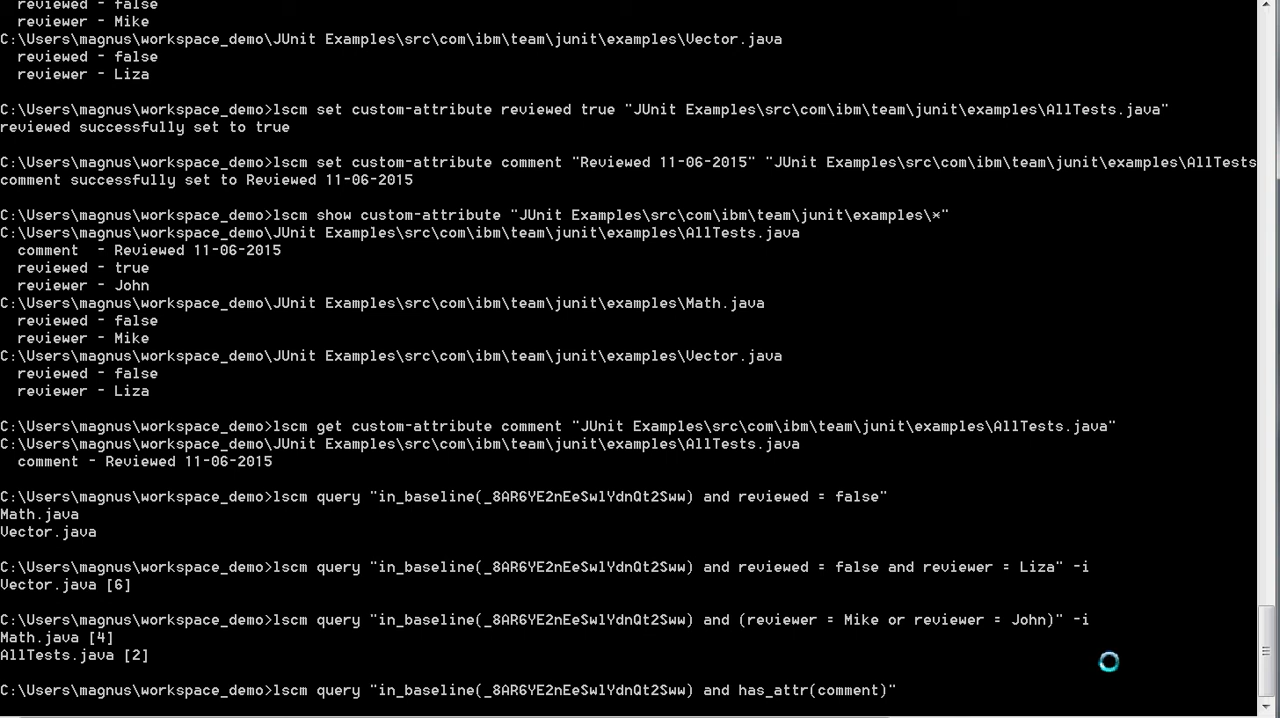 reviewed - false
reviewer - Mike
C:\Users\magnus\workspace_demo\JUnit Examples\src\com\ibm\team\junit\examples\Vector.java
reviewed - false
reviewer - Liza
C:\Users\magnus\workspace_demo>lscm set custom-attribute reviewed true "JUnit Examples\src\com\ibm\team\junit\examples\AllTests.java"
reviewed successfully set to true
C:\Users\magnus\workspace_demo>lscm set custom-attribute comment "Reviewed 11-06-2015" "JUnit Examples\src\com\ibm\team\junit\examples\AllTests
comment successfully set to Reviewed 11-06-2015
C:\Users\magnus\workspace_demo>lscm show custom-attribute "JUnit Examples\src\com\ibm\team\junit\examples\*"
C:\Users\magnus\workspace_demo\JUnit Examples\src\com\ibm\team\junit\examples\AllTests.java
comment  - Reviewed 11-06-2015
reviewed - true
reviewer - John
C:\Users\magnus\workspace_demo\JUnit Examples\src\com\ibm\team\junit\examples\Math.java
reviewed - false
reviewer - Mike
C:\Users\magnus\workspace_demo\JUnit Examples\src\com\ibm\team\junit\examples\Vector.java
reviewed - false
reviewer - Liza
C:\Users\magnus\workspace_demo>lscm get custom-attribute comment "JUnit Examples\src\com\ibm\team\junit\examples\AllTests.java"
C:\Users\magnus\workspace_demo\JUnit Examples\src\com\ibm\team\junit\examples\AllTests.java
comment - Reviewed 11-06-2015
C:\Users\magnus\workspace_demo>lscm query "in_baseline(_8AR6YE2nEeSwlYdnQt2Sww) and reviewed = false"
Math.java
Vector.java
C:\Users\magnus\workspace_demo>lscm query "in_baseline(_8AR6YE2nEeSwlYdnQt2Sww) and reviewed = false and reviewer = Liza" -i
Vector.java [6]
C:\Users\magnus\workspace_demo>lscm query "in_baseline(_8AR6YE2nEeSwlYdnQt2Sww) and (reviewer = Mike or reviewer = John)" -i
Math.java [4]
AllTests.java [2]
C:\Users\magnus\workspace_demo>lscm query "in_baseline(_8AR6YE2nEeSwlYdnQt2Sww) and has_attr(comment)"